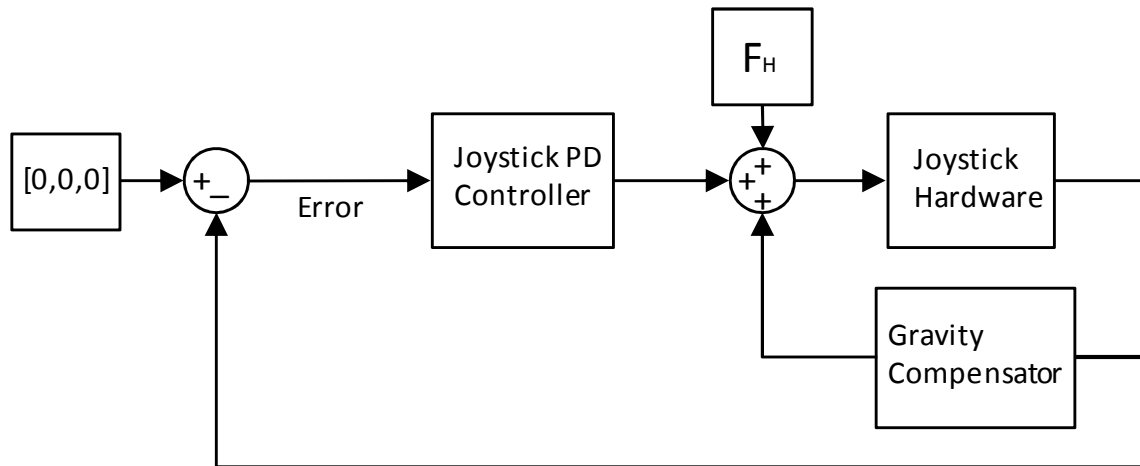 F_H
[0,0,0]
+
−
Error
Joystick PD
Controller
+
+
+
Joystick
Hardware
Gravity
Compensator